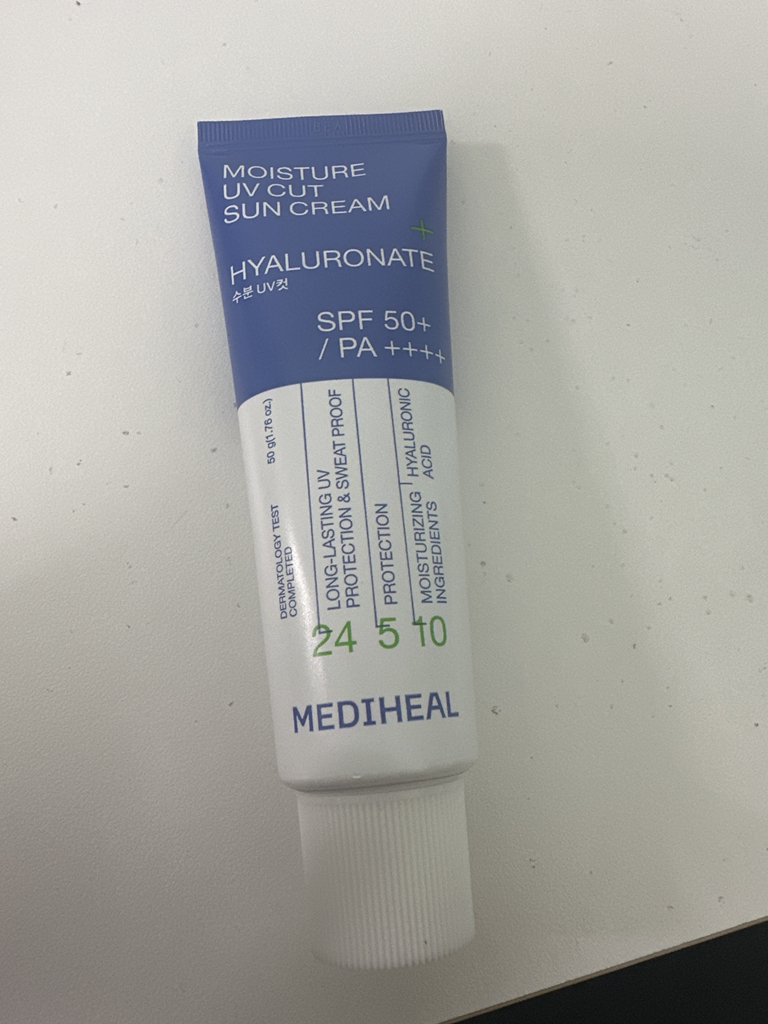 MOISTURE
UV CUT
SUN CREAM
+
HYALURONATE
수분 UV컷
SPF 50+
/ PA ++++
50 g(1.76 oz.)
DERMATOLOGY TEST
COMPLETED
LONG-LASTING UV
PROTECTION & SWEAT PROOF
24
PROTECTION
5
HYALURONIC
ACID
MOISTURIZING
INGREDIENTS
10
MEDIHEAL